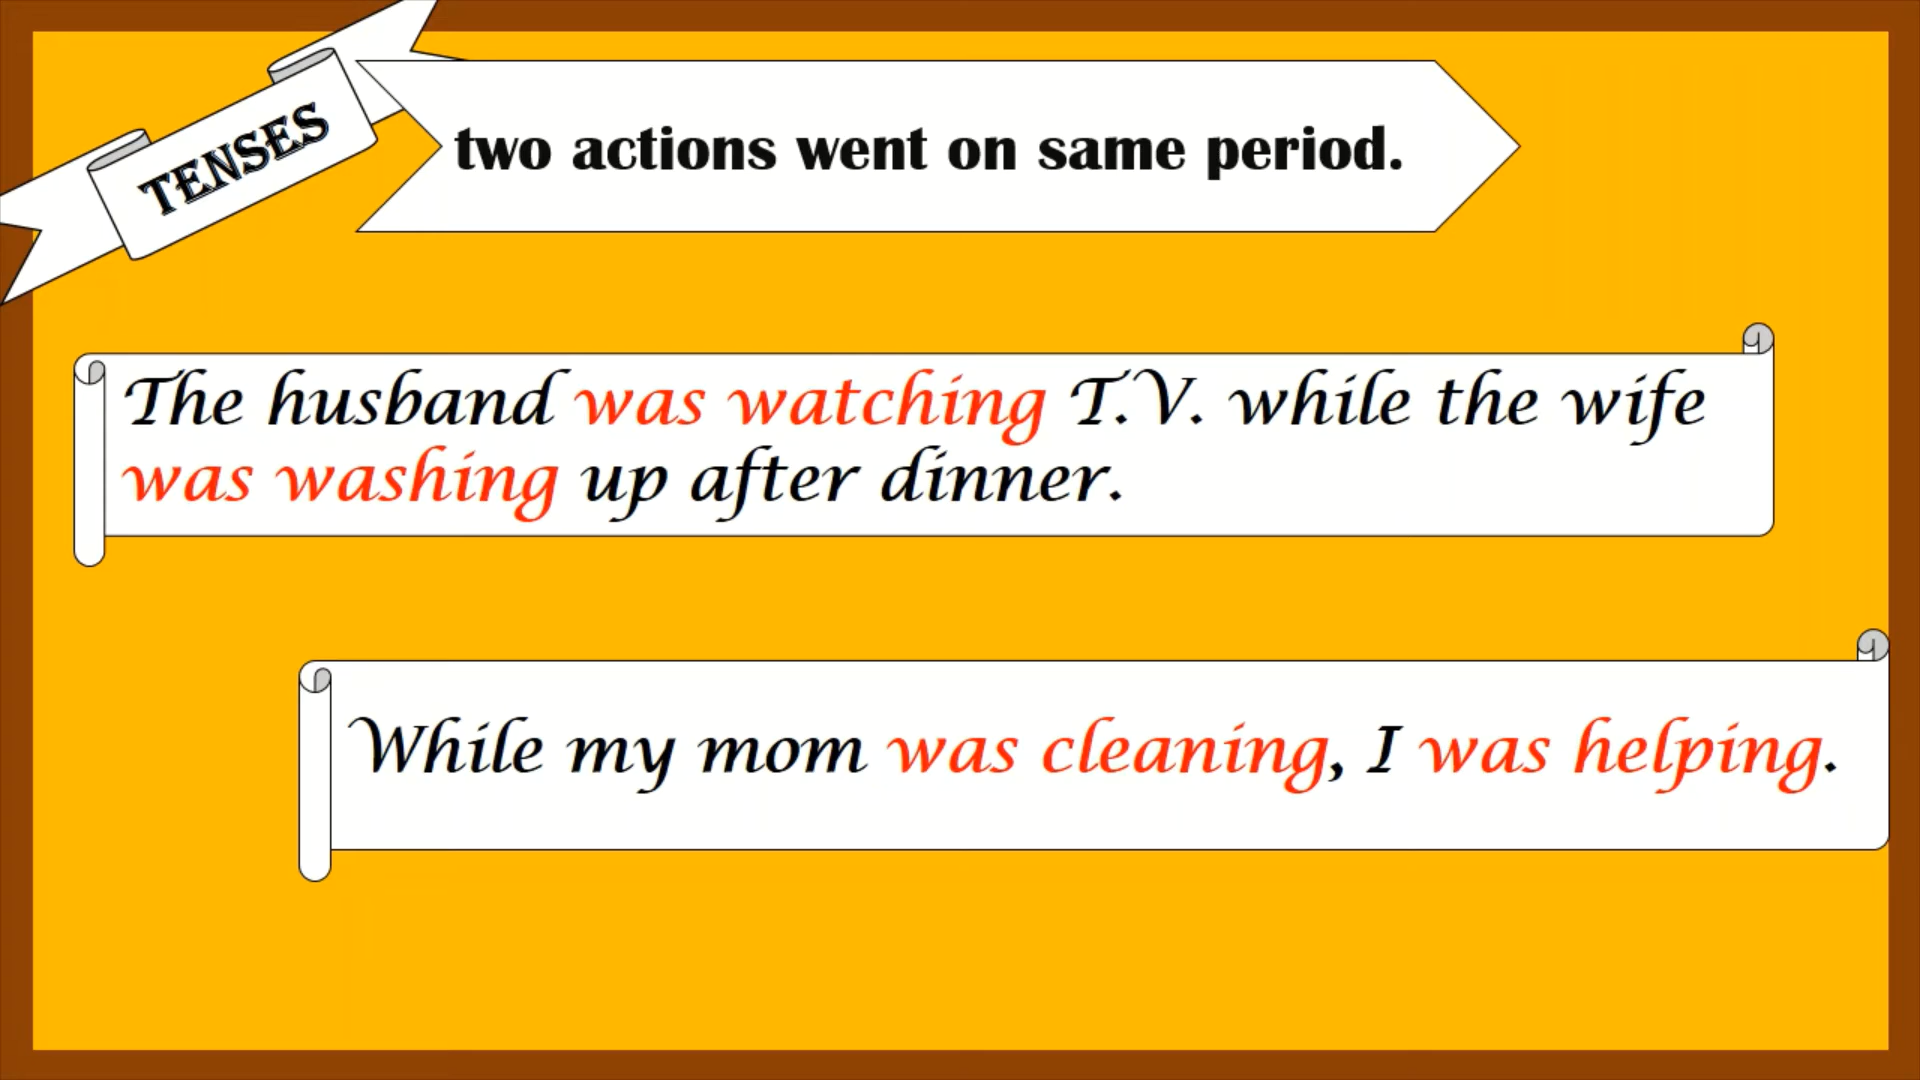 TENSES
two actions went on same period.
The husband was watching T.V. while the wife
was washing up after dinner.
While my mom was cleaning, I was helping.